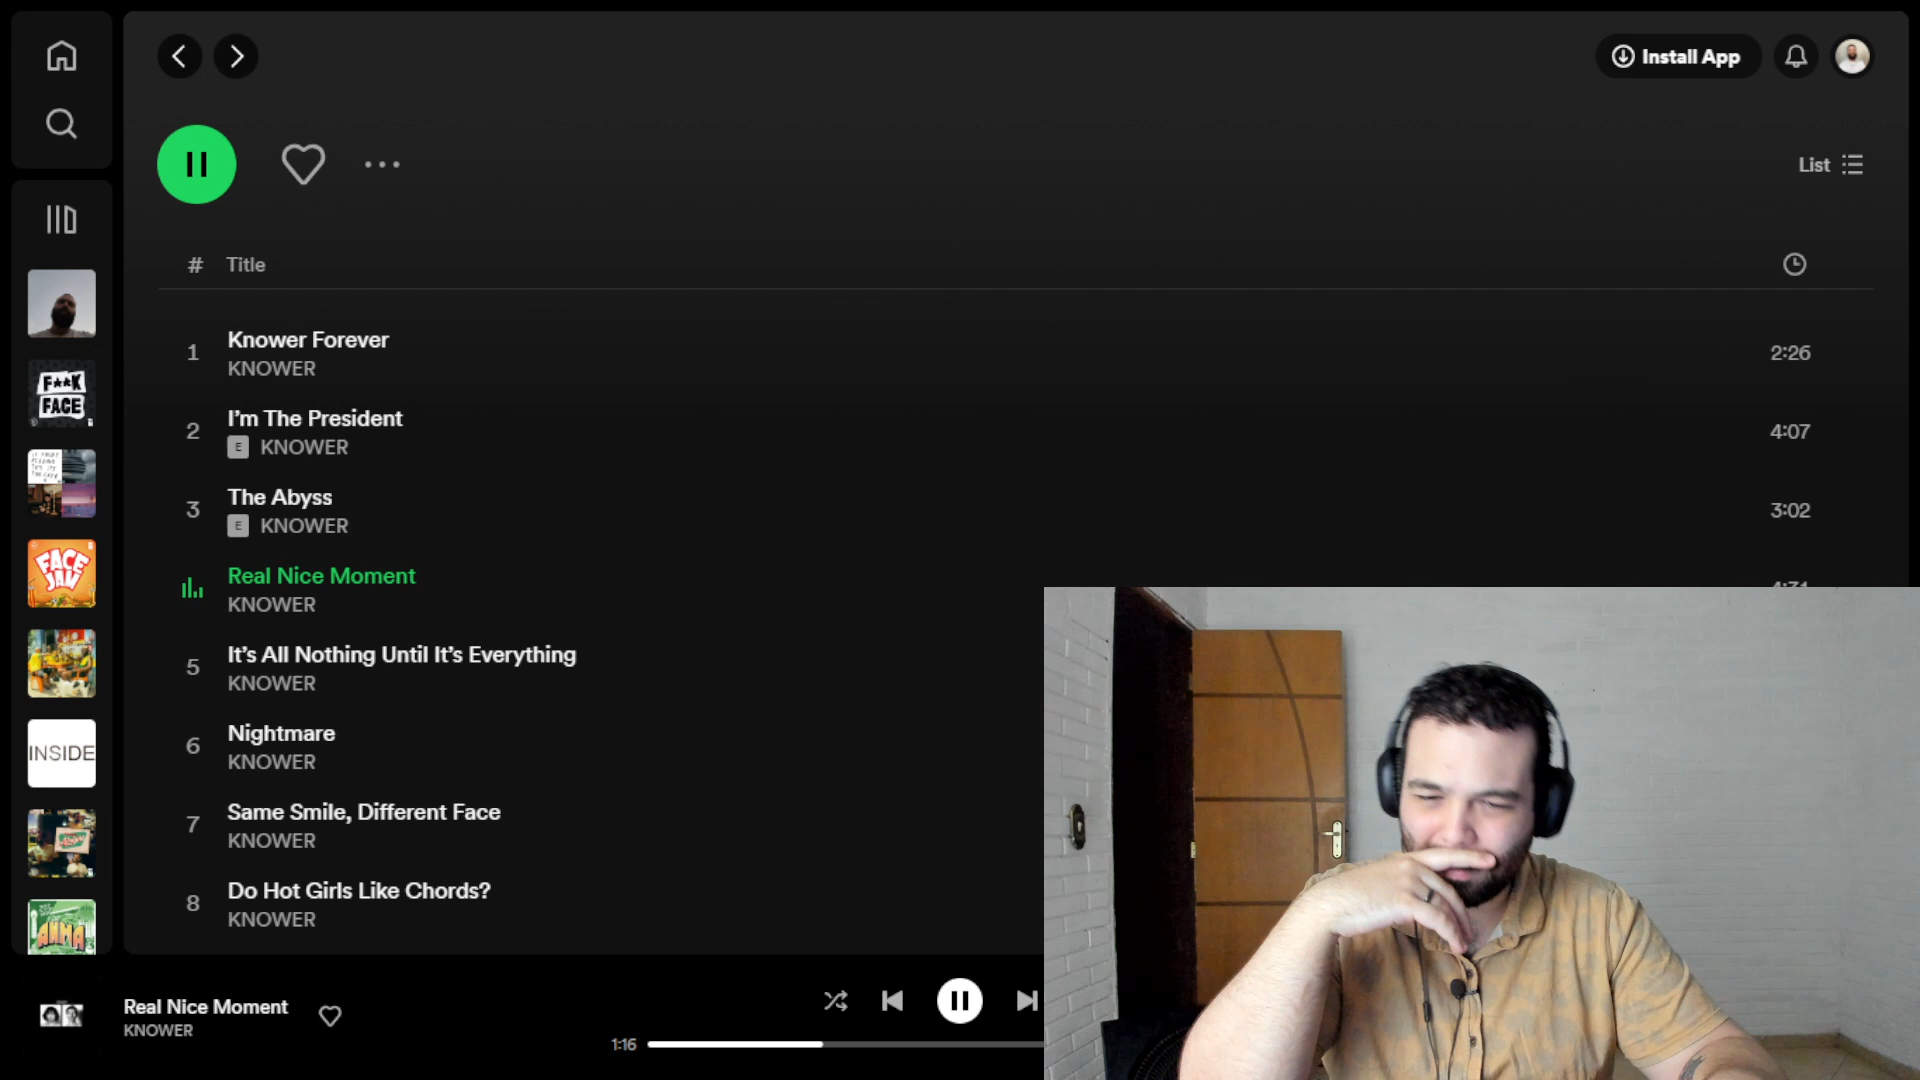 Install App
List
# Title
1 Knower Forever 2:26
KNOWER
2 I'm The President 4:07
E KNOWER
3 The Abyss 3:02
E KNOWER
Real Nice Moment
KNOWER
5 It's All Nothing Until It's Everything
KNOWER
6 Nightmare
KNOWER
7 Same Smile, Different Face
KNOWER
8 Do Hot Girls Like Chords?
KNOWER
F**K
FACE
FACE
JAM
INSIDE
ANMA
Real Nice Moment
KNOWER
1:16